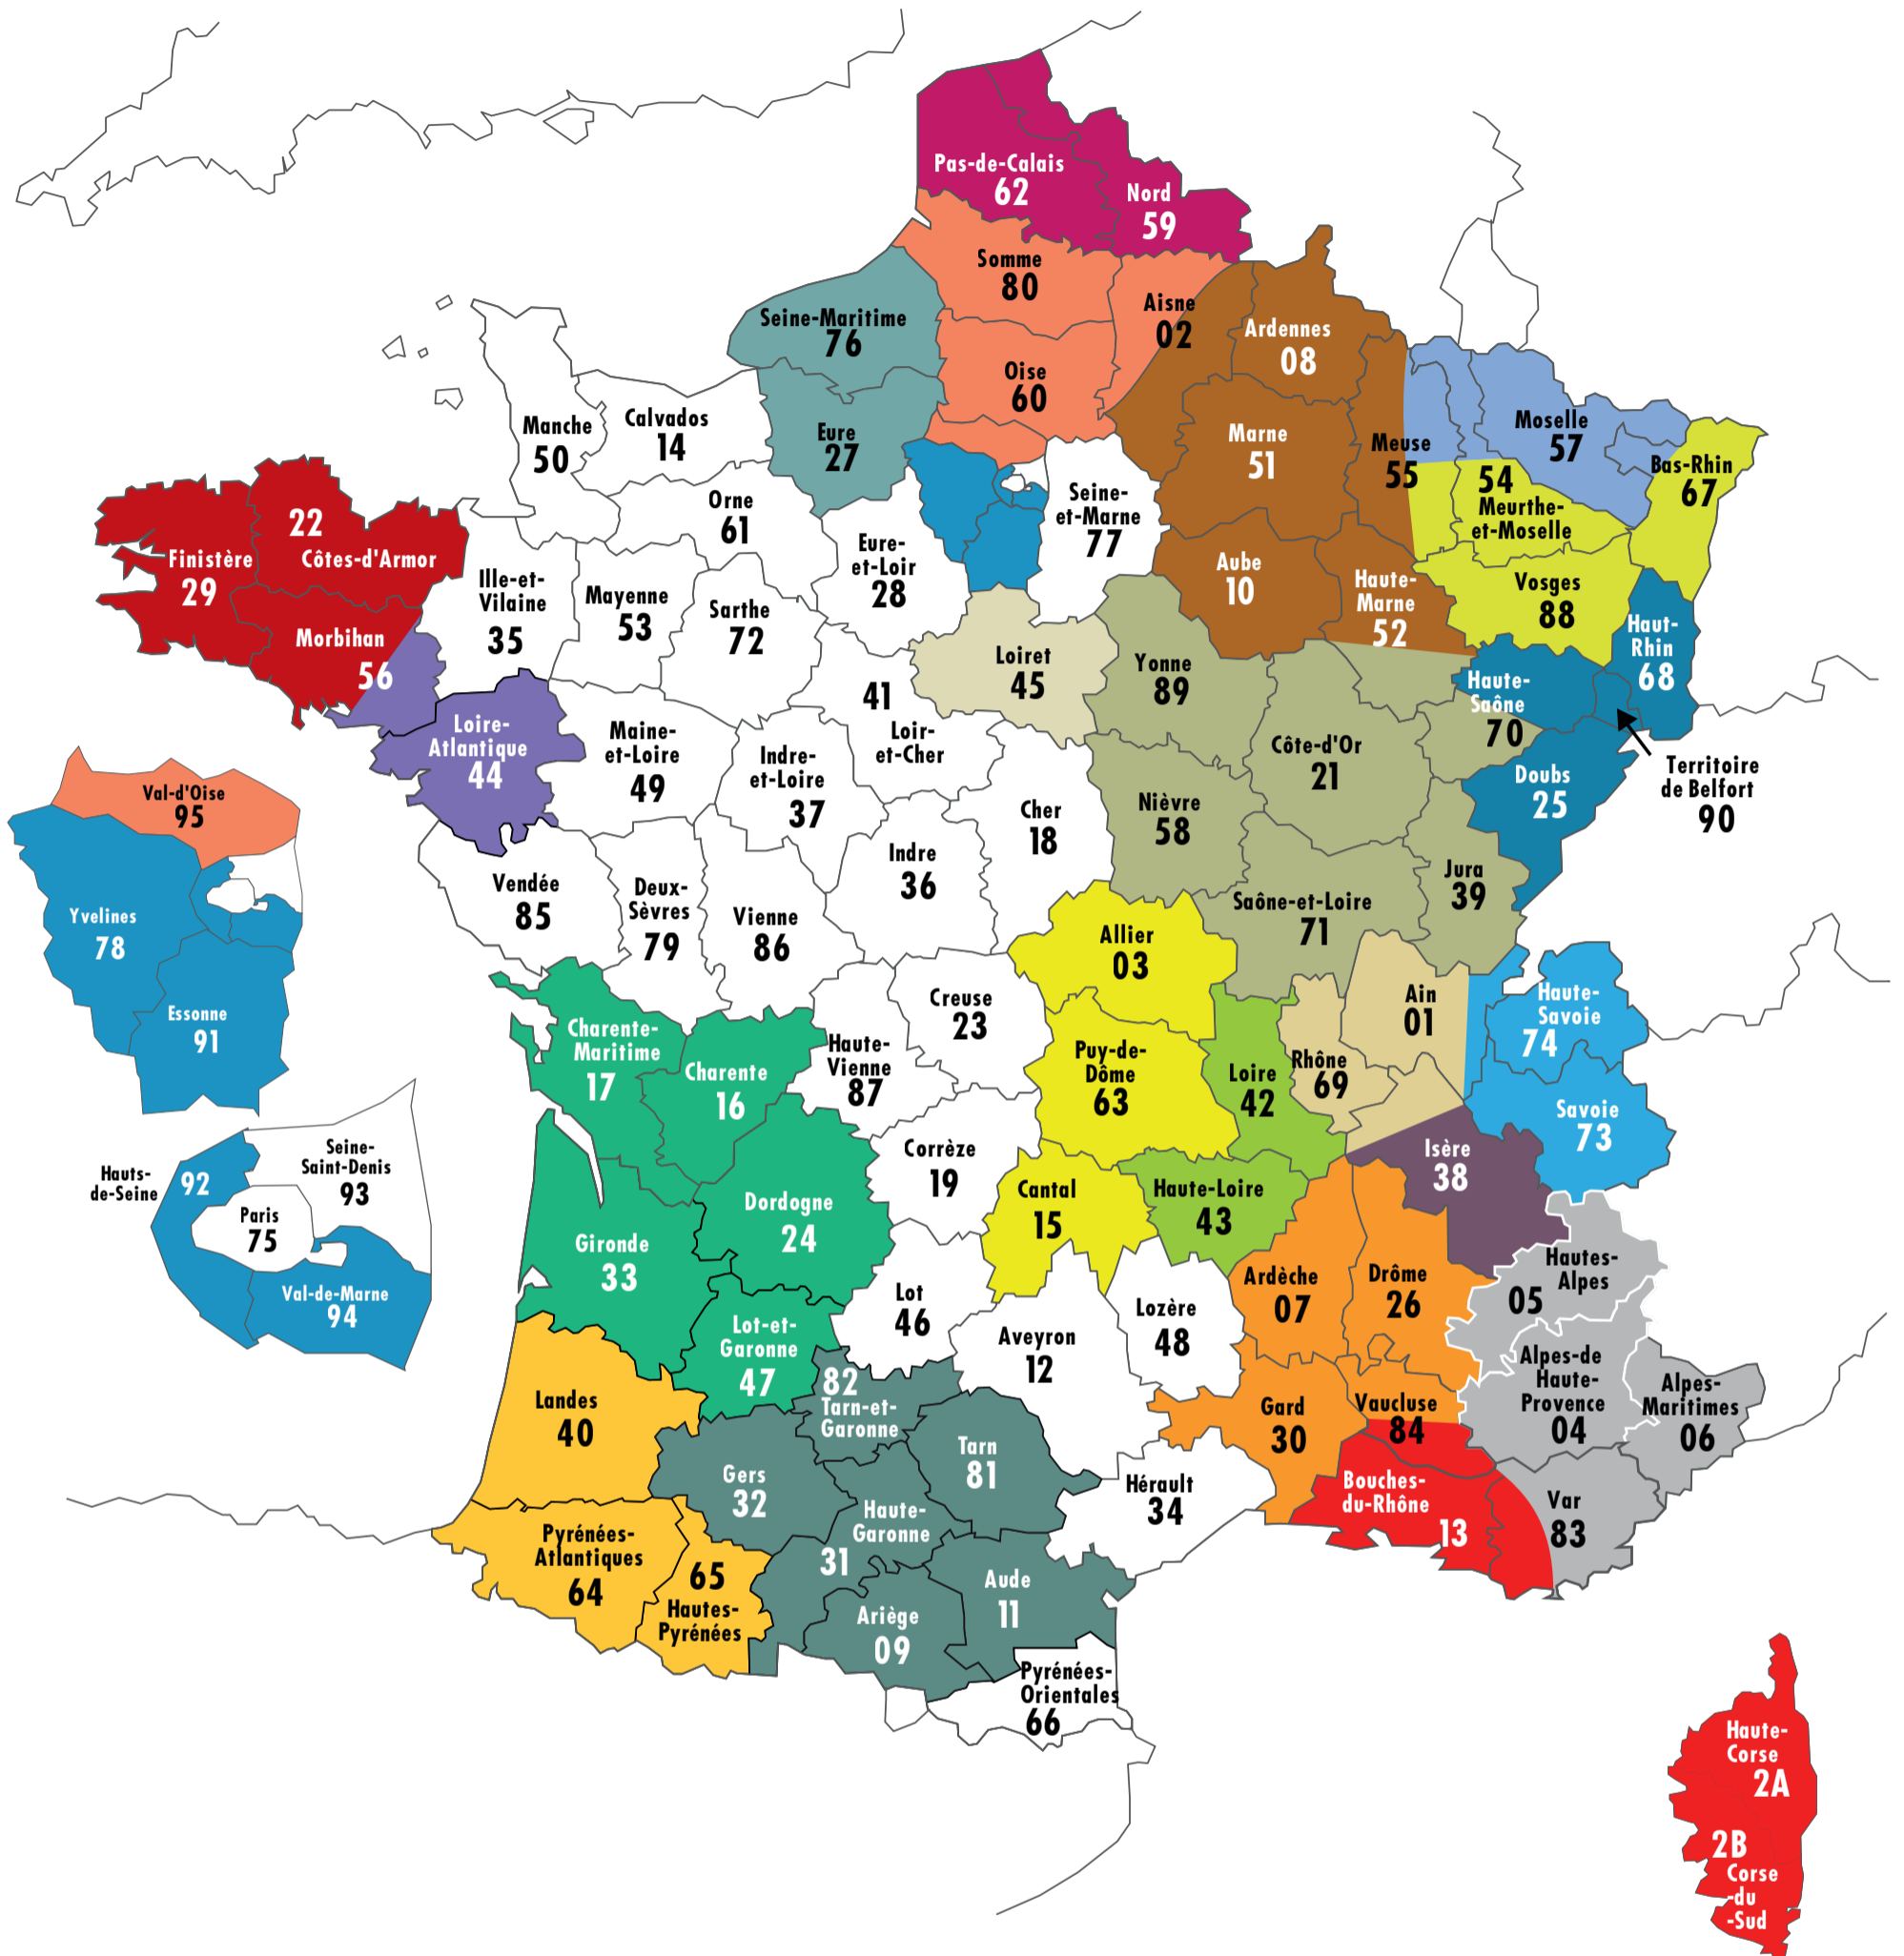 Pas-de-Calais
62
Nord
59
Somme
80
Aisne
02
Ardennes
08
Seine-Maritime
76
Oise
60
Eure
27
Manche
50
Calvados
14
Orne
61
Marne
51
Meuse
55
Moselle
57
54
Meurthe-
et-Moselle
Bas-Rhin
67
Seine-
et-Marne
77
22
Côtes-d'Armor
Finistère
29
Morbihan
56
Ille-et-
Vilaine
35
Mayenne
53
Sarthe
72
Eure-
et-Loir
28
Aube
10
Haute-
Marne
52
Vosges
88
Haut-
Rhin
68
Loiret
45
Yonne
89
Haute-
Saône
70
41
Loir-
et-Cher
Loire-
Atlantique
44
Maine-
et-Loire
49
Indre-
et-Loire
37
Côte-d'Or
21
Doubs
25
Territoire
de Belfort
90
Val-d'Oise
95
Cher
18
Nièvre
58
Indre
36
Jura
39
Yvelines
78
Vendée
85
Deux-
Sèvres
79
Vienne
86
Saône-et-Loire
71
Allier
03
Essonne
91
Creuse
23
Ain
01
Haute-
Savoie
74
Charente-
Maritime
17
Charente
16
Haute-
Vienne
87
Puy-de-
Dôme
63
Loire
42
Rhône
69
Savoie
73
Hauts-
de-Seine
92
Seine-
Saint-Denis
93
Paris
75
Val-de-Marne
94
Corrèze
19
Cantal
15
Haute-Loire
43
Isère
38
Dordogne
24
Gironde
33
Lot
46
Lozère
48
Ardèche
07
Drôme
26
Hautes-
Alpes
05
Lot-et-
Garonne
47
Aveyron
12
82
Tarn-et-
Garonne
Landes
40
Gard
30
Vaucluse
84
Alpes-de
Haute-
Provence
04
Alpes-
Maritimes
06
Tarn
81
Gers
32
Hérault
34
Bouches-
du-Rhône
13
Var
83
Haute-
Garonne
31
Pyrénées-
Atlantiques
64
65
Hautes-
Pyrénées
Ariège
09
Aude
11
Pyrénées-
Orientales
66
Haute-
Corse
2A
2B
Corse
-du
-Sud